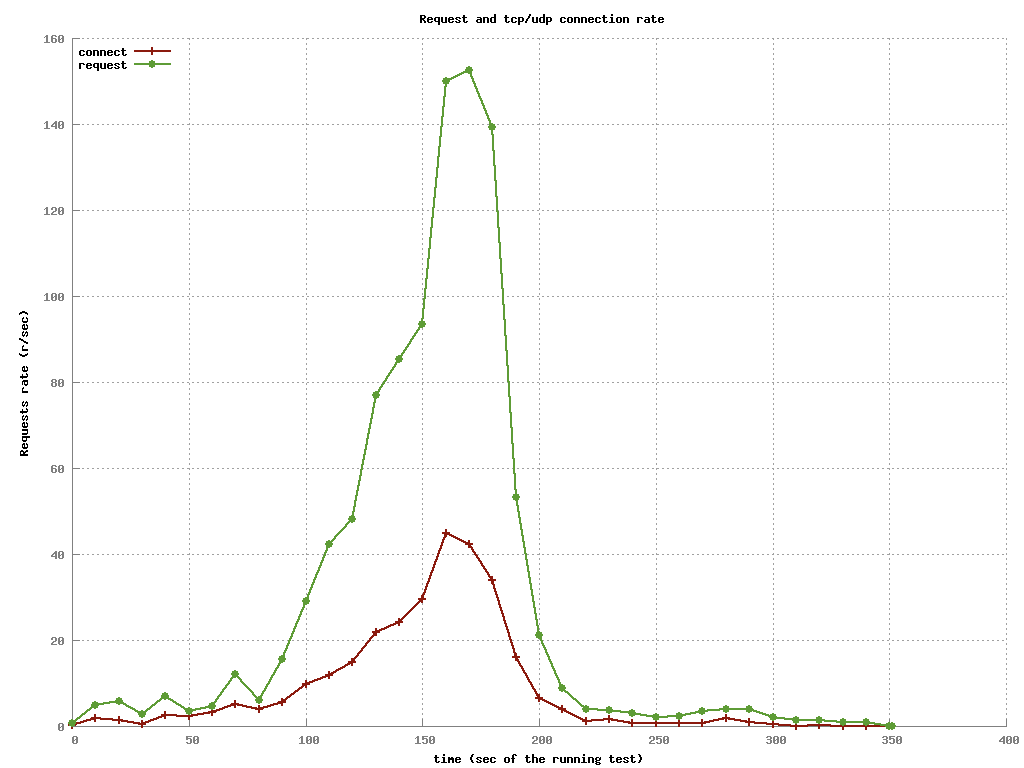 Request and tcp/udp connection rate
160
connect
request
140
120
100
80
60
40
20
0
Requests rate (r/sec)
0 50 100 150 200 250 300 350 400
time (sec of the running test)